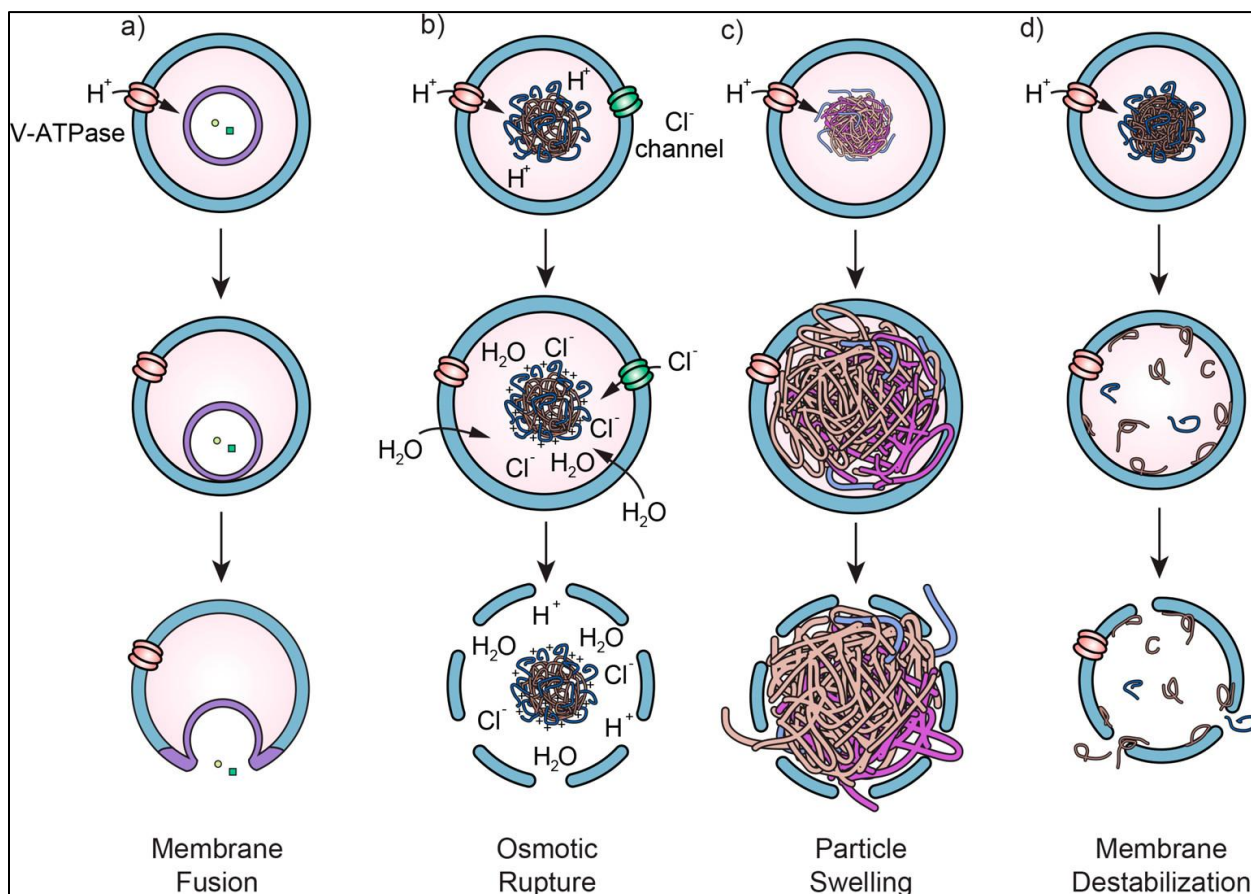 a)
H⁺
V-ATPase
Membrane
Fusion
b)
H⁺
H⁺
H⁺
Cl⁻
channel
H₂O
Cl⁻
Cl⁻
H₂O
Cl⁻
Cl⁻
H₂O
H₂O
H⁺
H₂O
H₂O
Cl⁻
Cl⁻
H⁺
H₂O
Osmotic
Rupture
c)
H⁺
Particle
Swelling
d)
H⁺
Membrane
Destabilization